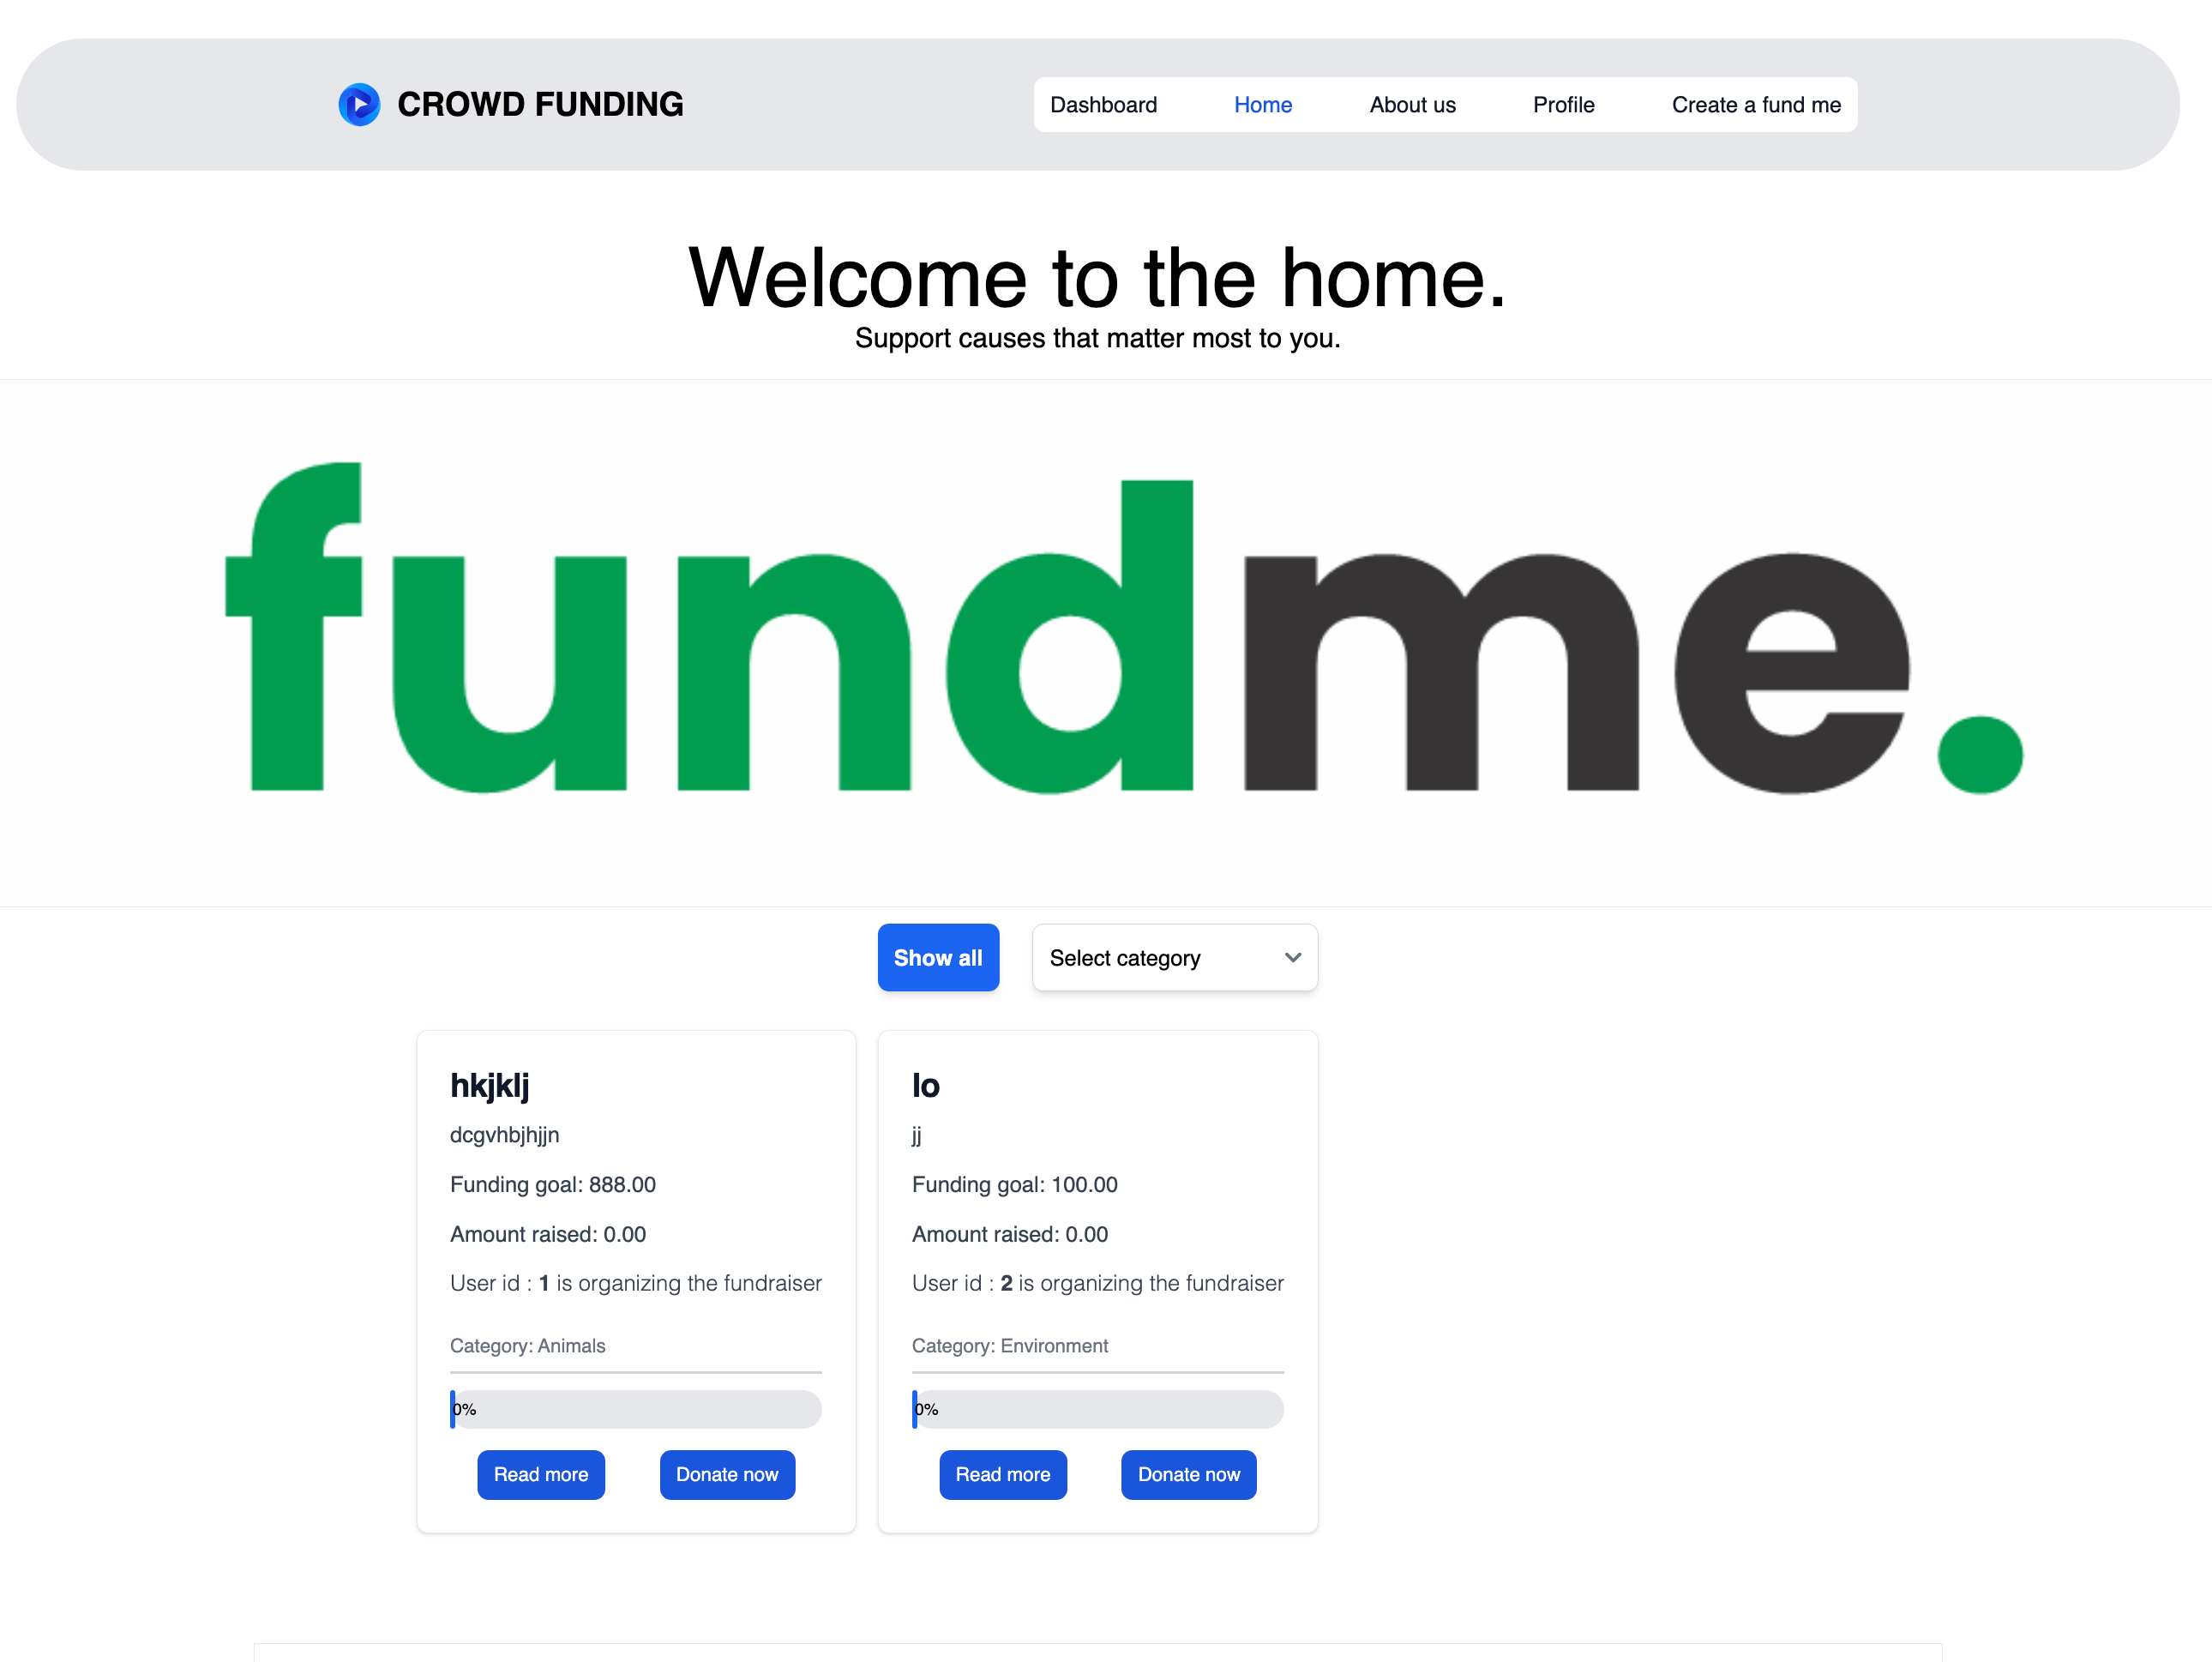 CROWD FUNDING
Dashboard Home About us Profile Create a fund me
Welcome to the home.
Support causes that matter most to you.
fundme.
Show all Select category
hkjklj
dcgvhbjhjjn
Funding goal: 888.00
Amount raised: 0.00
User id : 1 is organizing the fundraiser
Category: Animals
0%
Read more Donate now
lo
jj
Funding goal: 100.00
Amount raised: 0.00
User id : 2 is organizing the fundraiser
Category: Environment
0%
Read more Donate now